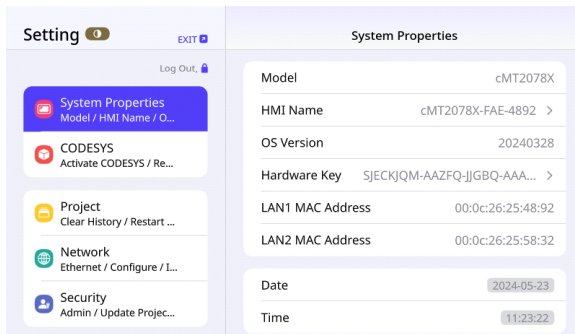 Setting
EXIT
Log Out,
System Properties
Model / HMI Name / O...
CODESYS
Activate CODESYS / Re...
Project
Clear History / Restart ...
Network
Ethernet / Configure / I...
Security
Admin / Update Projec...
System Properties
Model cMT2078X
HMI Name cMT2078X-FAE-4892
OS Version 20240328
Hardware Key SJECKJQM-AAZFQ-JJGBQ-AAA...
LAN1 MAC Address 00:0c:26:25:48:92
LAN2 MAC Address 00:0c:26:25:58:32
Date 2024-05-23
Time 11:23:22